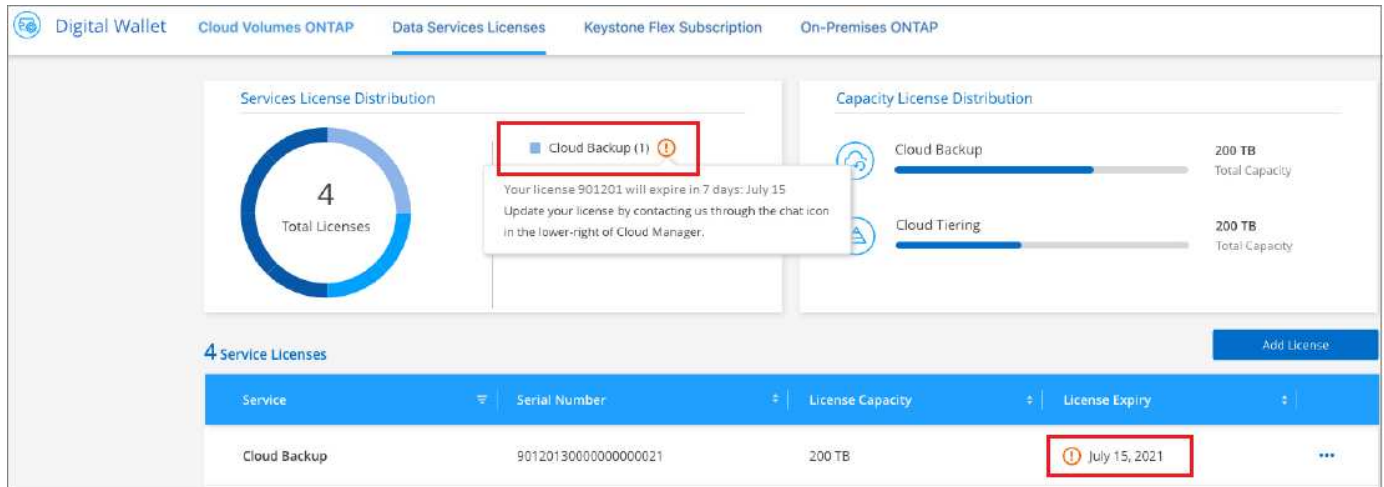 Digital Wallet Cloud Volumes ONTAP Data Services Licenses Keystone Flex Subscription On-Premises ONTAP
Services License Distribution
4
Total Licenses
Cloud Backup (1)
Your license 901201 will expire in 7 days: July 15
Update your license by contacting us through the chat icon
in the lower-right of Cloud Manager.
Capacity License Distribution
Cloud Backup
200 TB
Total Capacity
Cloud Tiering
200 TB
Total Capacity
4 Service Licenses
Add License
Service Serial Number License Capacity License Expiry
Cloud Backup 90120130000000000021 200 TB July 15, 2021